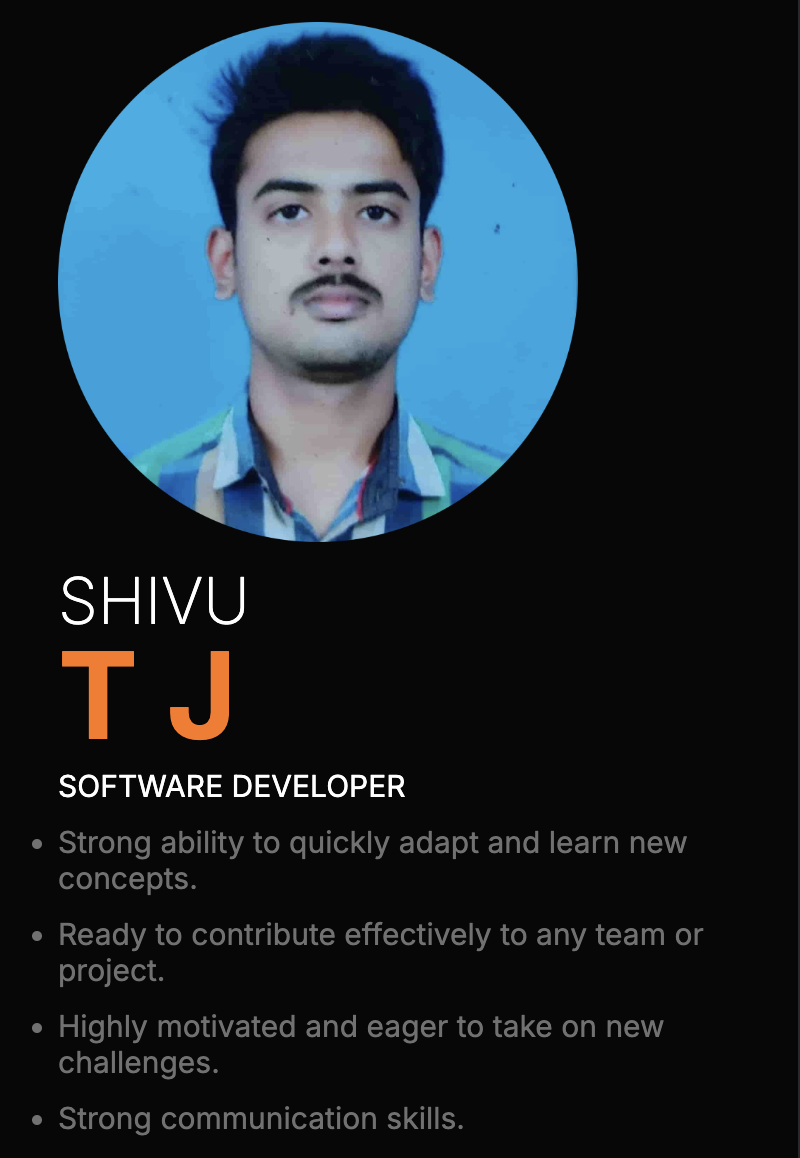 SHIVU
T J
SOFTWARE DEVELOPER
• Strong ability to quickly adapt and learn new
concepts.
• Ready to contribute effectively to any team or
project.
• Highly motivated and eager to take on new
challenges.
• Strong communication skills.